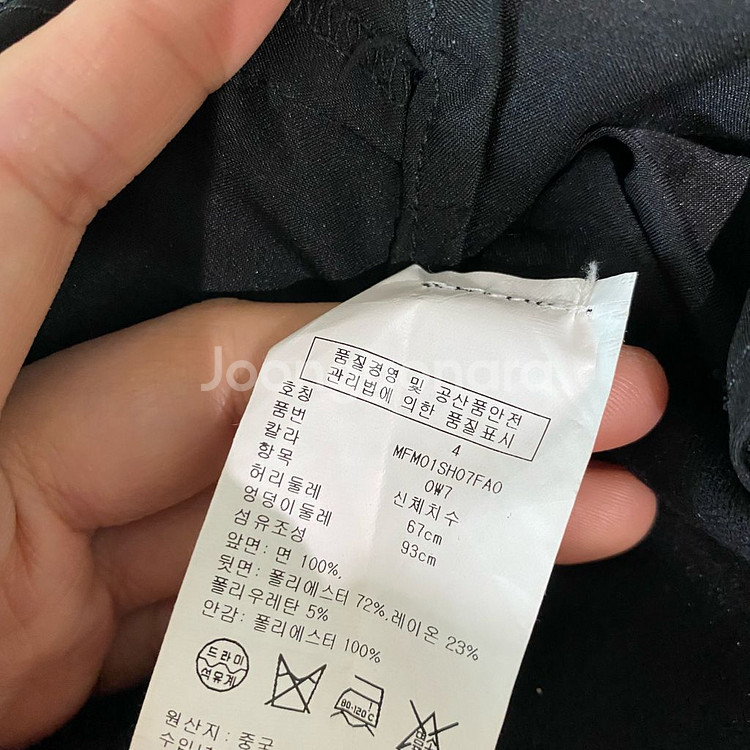 품질경영 및 공산품안전
관리법에 의한 품질표시
호칭 4
품번 MFM01SH07FA0
칼라 0W7
항목 신체치수
허리둘레 67cm
엉덩이둘레 93cm
섬유조성
앞면: 면 100%,
뒷면: 폴리에스터 72%,레이온 23%
폴리우레탄 5%
안감: 폴리에스터 100%
드라이
석유계
80-120℃
염소
원산지: 중국
Joongonnara